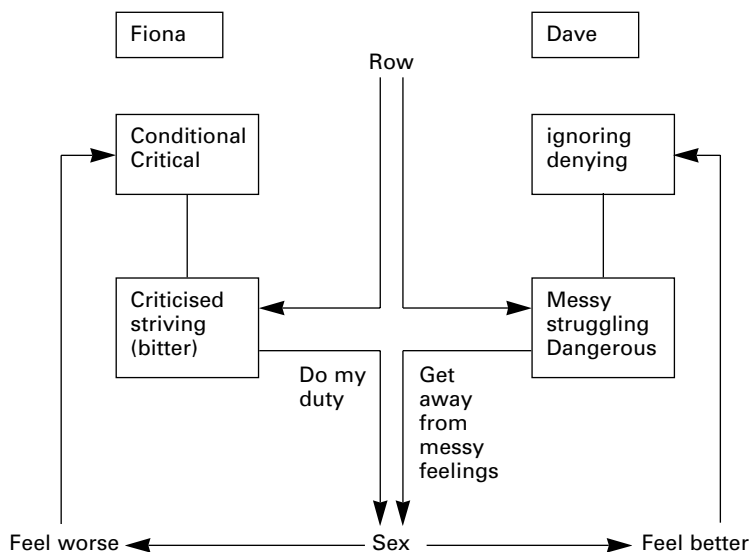 Fiona
Dave
Row
Conditional
Critical
ignoring
denying
Criticised
striving
(bitter)
Messy
struggling
Dangerous
Do my
duty
Get
away
from
messy
feelings
Feel worse
Sex
Feel better